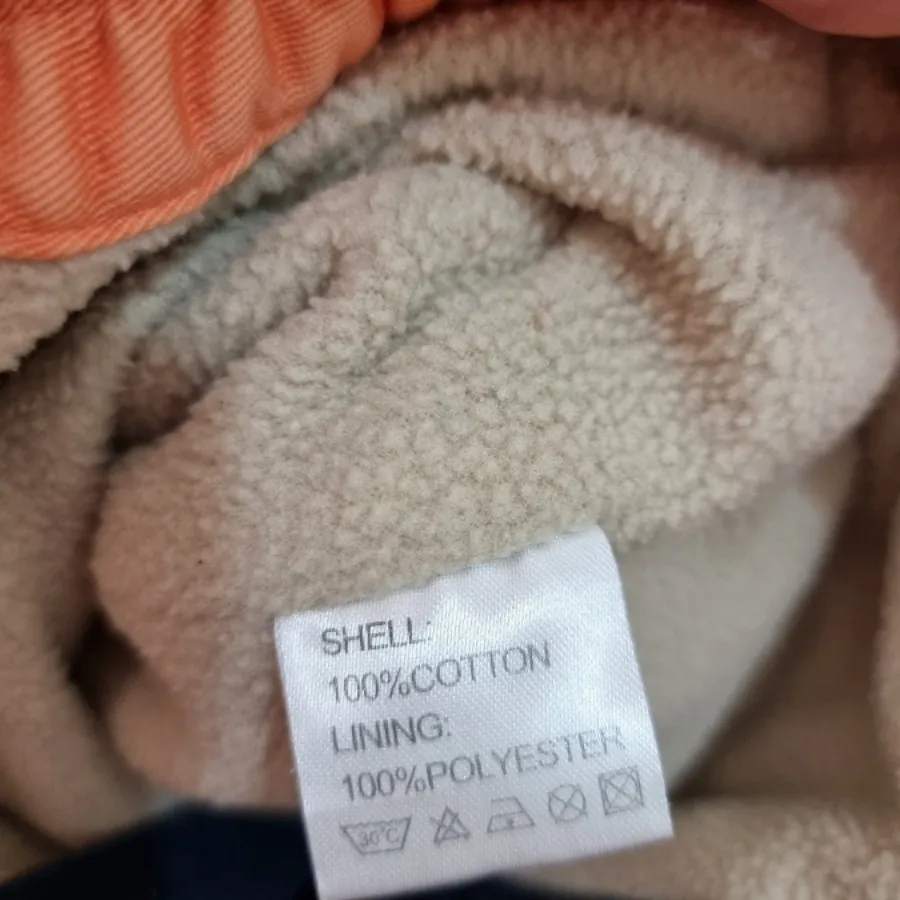 SHELL:
100%COTTON
LINING:
100%POLYESTER
30°C